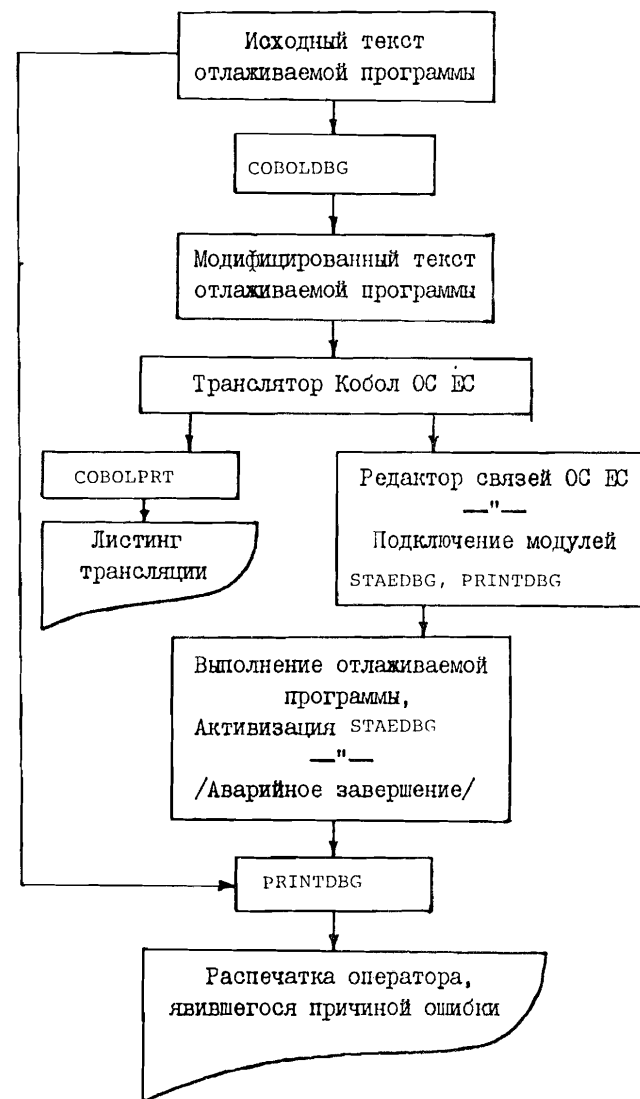 Исходный текст
отлаживаемой программы
COBOLDBG
Модифицированный текст
отлаживаемой программы
Транслятор Кобол ОС ЕС
COBOLPRT
Листинг
трансляции
Редактор связей ОС ЕС
—"—
Подключение модулей
STAEDBG, PRINTDBG
Выполнение отлаживаемой
программы,
Активизация STAEDBG
—"—
/Аварийное завершение/
PRINTDBG
Распечатка оператора,
явившегося причиной ошибки